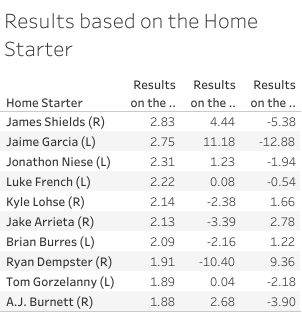 Results based on the Home
Starter
Results Results Results
Home Starter on the .. on the .. on the ..
James Shields (R) 2.83 4.44 -5.38
Jaime Garcia (L) 2.75 11.18 -12.88
Jonathon Niese (L) 2.31 1.23 -1.94
Luke French (L) 2.22 0.08 -0.54
Kyle Lohse (R) 2.14 -2.38 1.66
Jake Arrieta (R) 2.13 -3.39 2.78
Brian Burres (L) 2.09 -2.16 1.22
Ryan Dempster (R) 1.91 -10.40 9.36
Tom Gorzelanny (L) 1.89 0.04 -2.18
A.J. Burnett (R) 1.88 2.68 -3.90